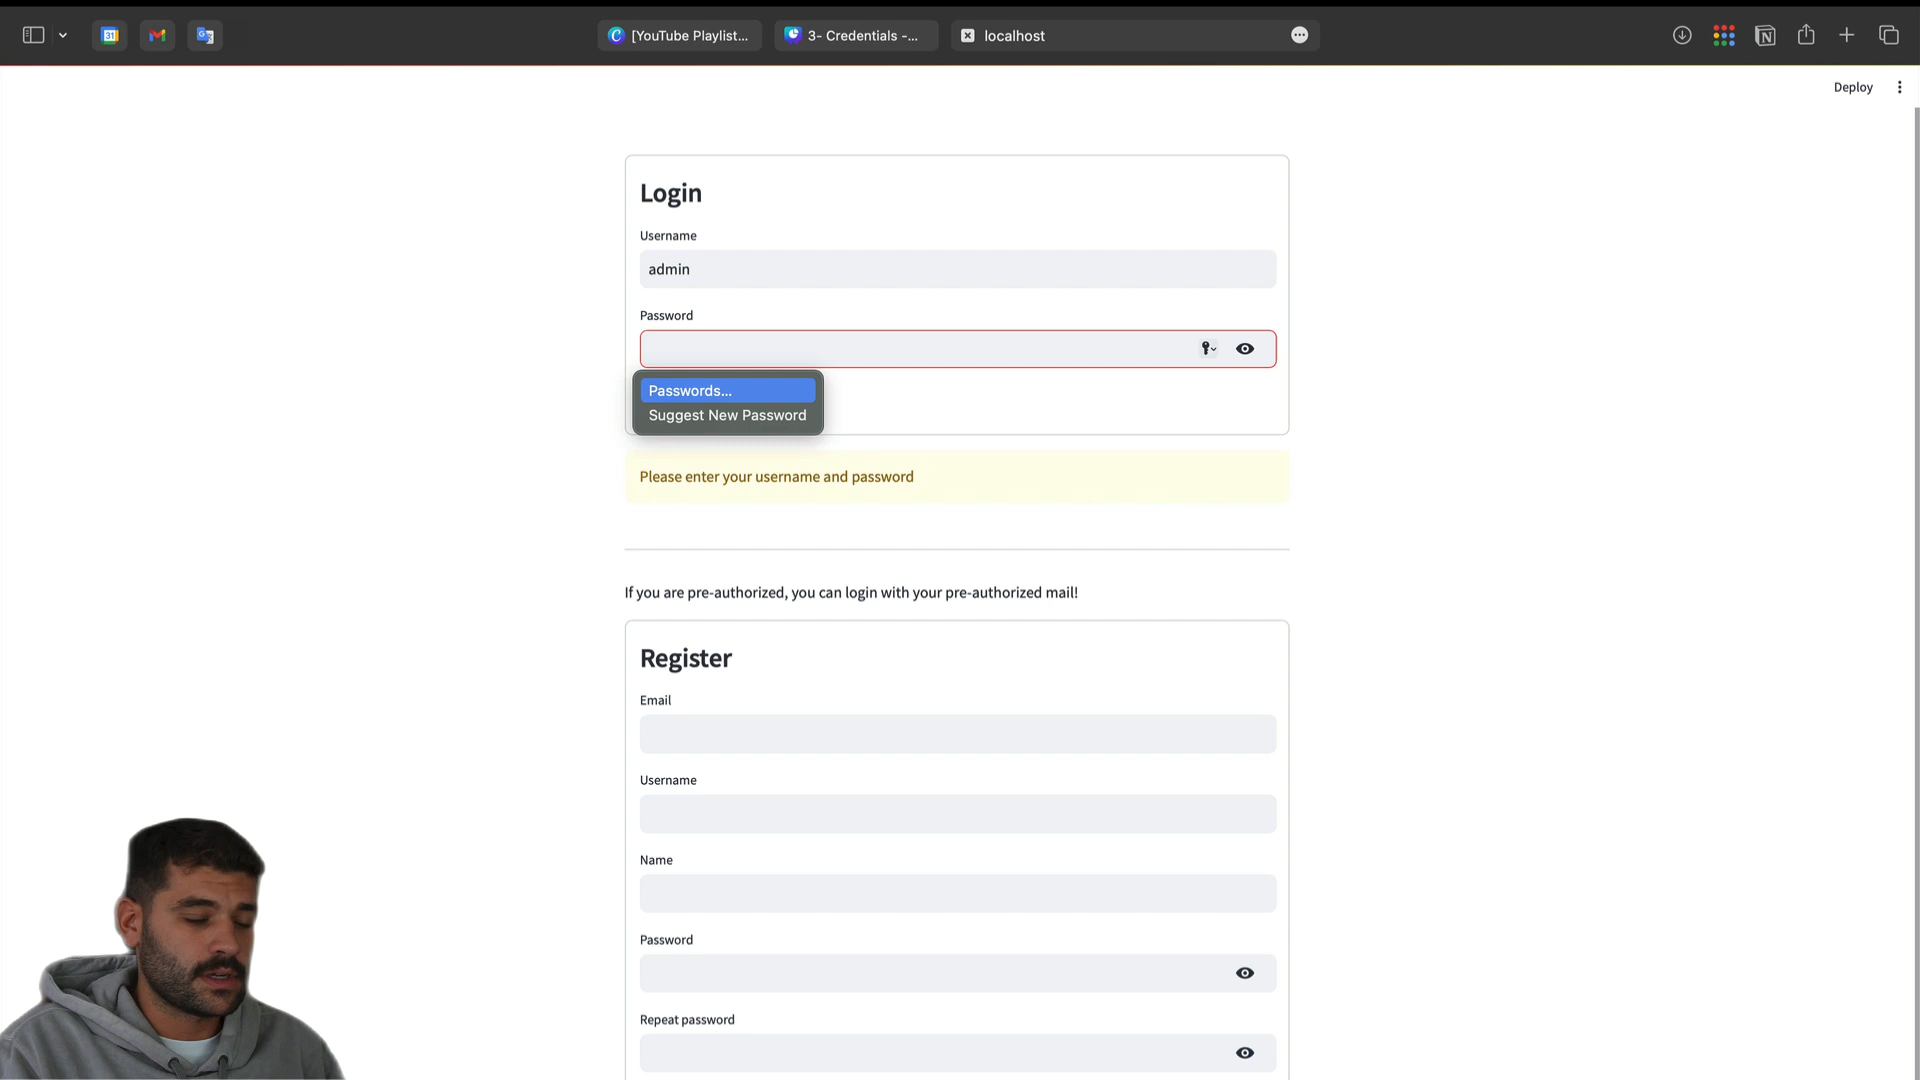 31
[YouTube Playlist...
3- Credentials -...
localhost
Deploy
Login
Username
admin
Password
Passwords...
Suggest New Password
Please enter your username and password
If you are pre-authorized, you can login with your pre-authorized mail!
Register
Email
Username
Name
Password
Repeat password